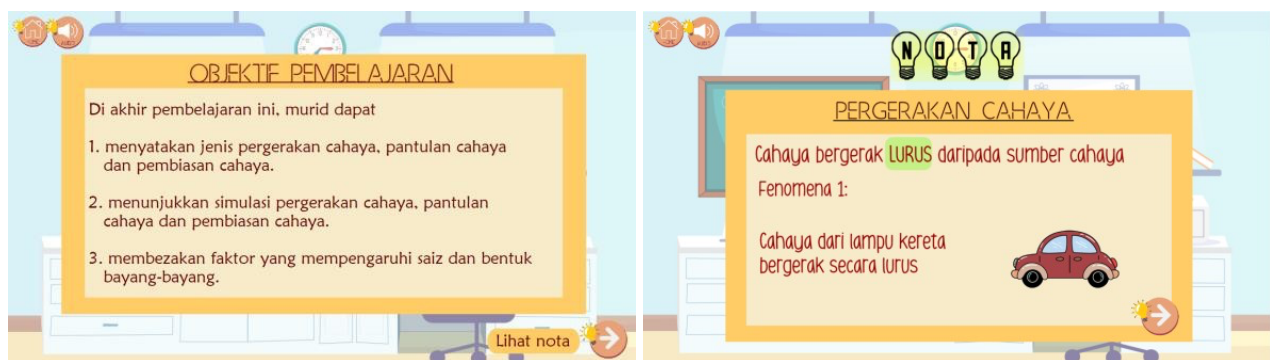 OBJEKTIF PEMBELAJARAN
Di akhir pembelajaran ini, murid dapat
1. menyatakan jenis pergerakan cahaya, pantulan cahaya
dan pembiasan cahaya.
2. menunjukkan simulasi pergerakan cahaya, pantulan
cahaya dan pembiasan cahaya.
3. membezakan faktor yang mempengaruhi saiz dan bentuk
bayang-bayang.
Lihat nota
NOTA
PERGERAKAN CAHAYA
Cahaya bergerak LURUS daripada sumber cahaya
Fenomena 1:
Cahaya dari lampu kereta
bergerak secara lurus